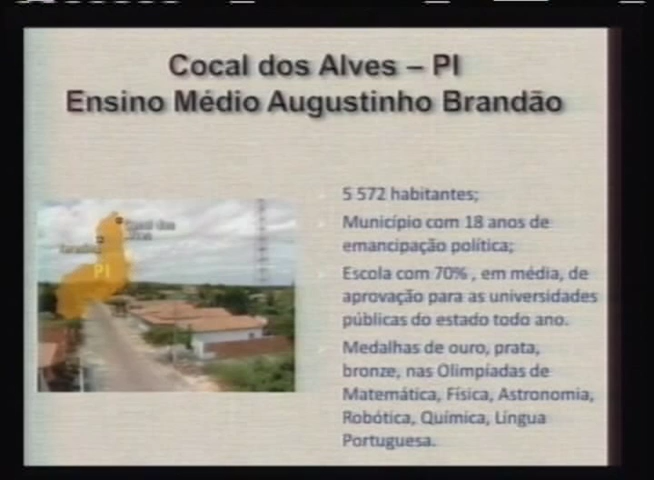 Cocal dos Alves – PI
Ensino Médio Augustinho Brandão
5 572 habitantes;
Município com 18 anos de
emancipação política;
Escola com 70% , em média, de
aprovação para as universidades
públicas do estado todo ano.
Medalhas de ouro, prata,
bronze, nas Olimpíadas de
Matemática, Física, Astronomia,
Robótica, Química, Língua
Portuguesa.
PI